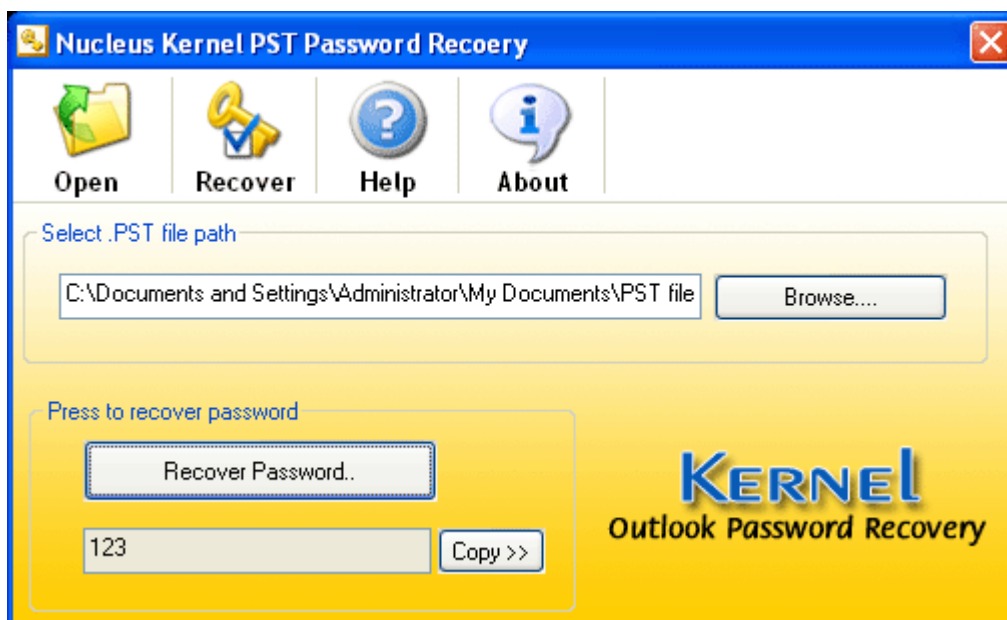 Nucleus Kernel PST Password Recoery
Open Recover Help About
Select .PST file path
C:\Documents and Settings\Administrator\My Documents\PST file Browse....
Press to recover password
Recover Password..
KERNEl
Outlook Password Recovery
123 Copy >>